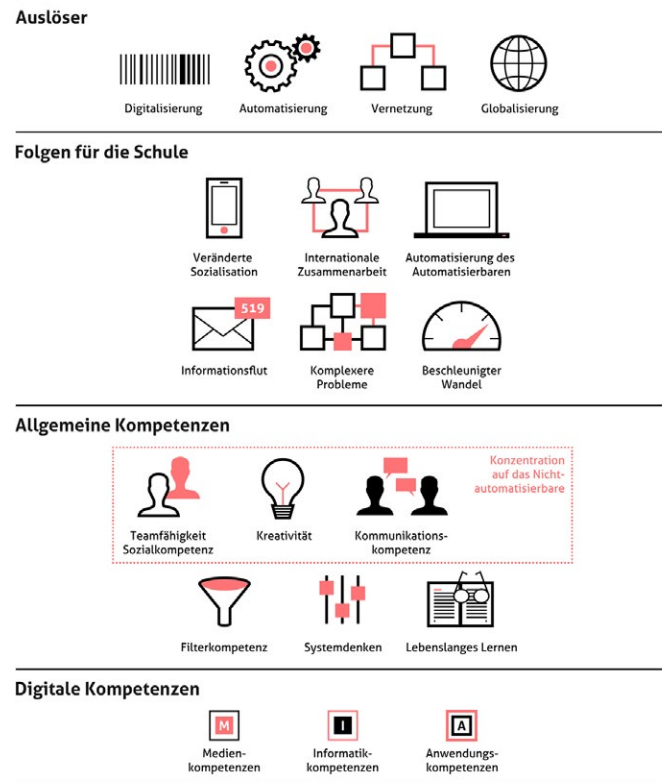 Auslöser
Digitalisierung
Automatisierung
Vernetzung
Globalisierung
Folgen für die Schule
Veränderte
Sozialisation
Internationale
Zusammenarbeit
Automatisierung des
Automatisierbaren
519
Informationsflut
Komplexere
Probleme
Beschleunigter
Wandel
Allgemeine Kompetenzen
Konzentration
auf das Nicht-
automatisierbare
Teamfähigkeit
Sozialkompetenz
Kreativität
Kommunikations-
kompetenz
Filterkompetenz
Systemdenken
Lebenslanges Lernen
Digitale Kompetenzen
M
I
A
Medien-
kompetenzen
Informatik-
kompetenzen
Anwendungs-
kompetenzen